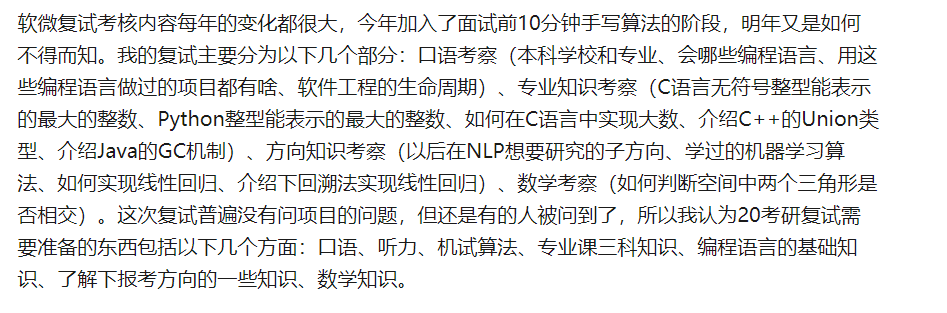 软微复试考核内容每年的变化都很大，今年加入了面试前10分钟手写算法的阶段，明年又是如何
不得而知。我的复试主要分为以下几个部分：口语考察（本科学校和专业、会哪些编程语言、用这
些编程语言做过的项目都有啥、软件工程的生命周期）、专业知识考察（C语言无符号整型能表示
的最大的整数、Python整型能表示的最大的整数、如何在C语言中实现大数、介绍C++的Union类
型、介绍Java的GC机制）、方向知识考察（以后在NLP想要研究的子方向、学过的机器学习算
法、如何实现线性回归、介绍下回溯法实现线性回归）、数学考察（如何判断空间中两个三角形是
否相交）。这次复试普遍没有问项目的问题，但还是有的人被问到了，所以我认为20考研复试需
要准备的东西包括以下几个方面：口语、听力、机试算法、专业课三科知识、编程语言的基础知
识、了解下报考方向的一些知识、数学知识。